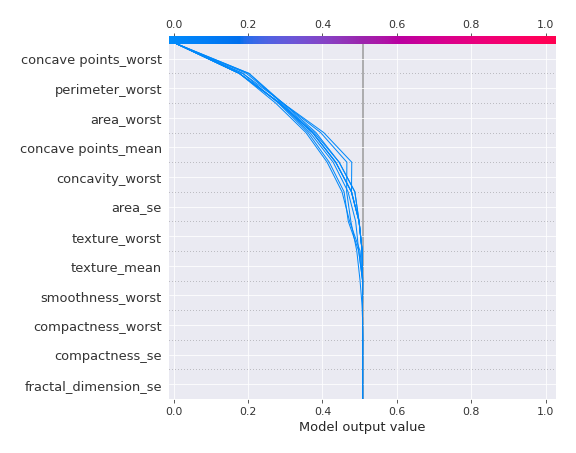 0.0 0.2 0.4 0.6 0.8 1.0
concave points_worst
perimeter_worst
area_worst
concave points_mean
concavity_worst
area_se
texture_worst
texture_mean
smoothness_worst
compactness_worst
compactness_se
fractal_dimension_se
0.0 0.2 0.4 0.6 0.8 1.0
Model output value